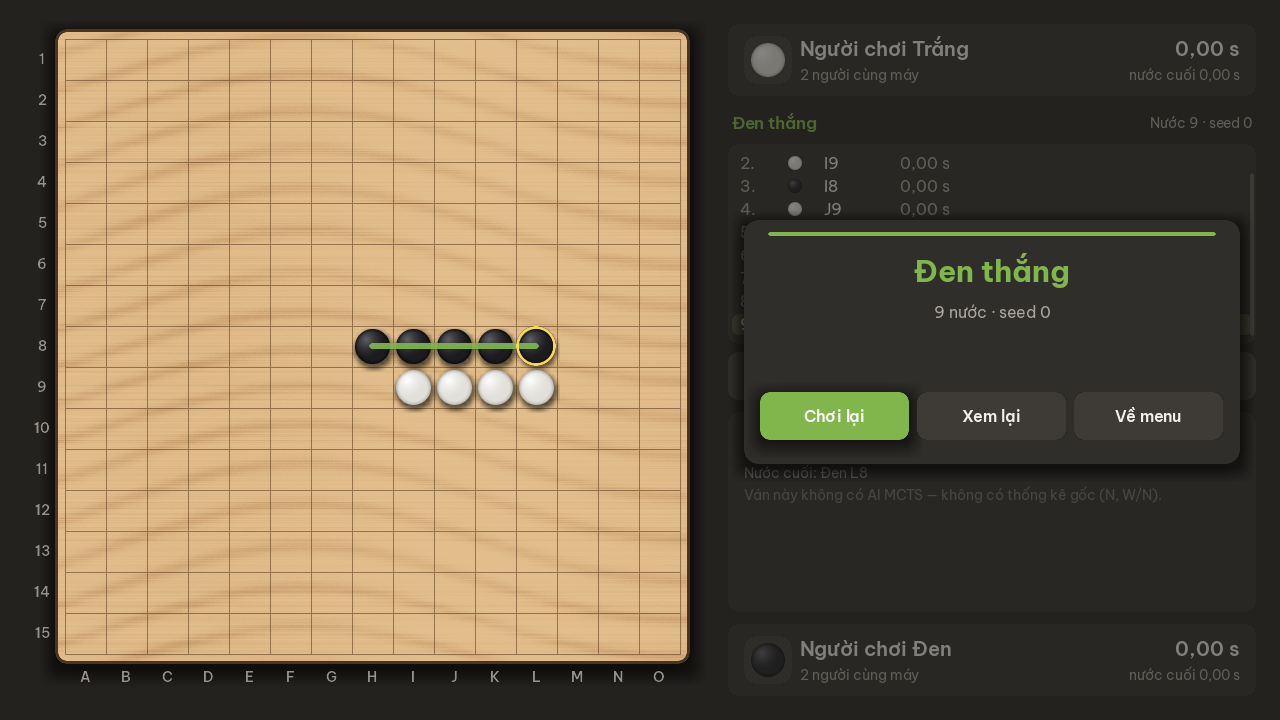 Người chơi Trắng 0,00 s
2 người cùng máy nước cuối 0,00 s
Đen thắng Nước 9 · seed 0
2. I9 0,00 s
3. I8 0,00 s
4. J9 0,00 s
Đen thắng
9 nước · seed 0
Chơi lại Xem lại Về menu
Nước cuối: Đen L8
Ván này không có AI MCTS — không có thống kê gốc (N, W/N).
Người chơi Đen 0,00 s
2 người cùng máy nước cuối 0,00 s
1
2
3
4
5
6
7
8
9
10
11
12
13
14
15
A B C D E F G H I J K L M N O